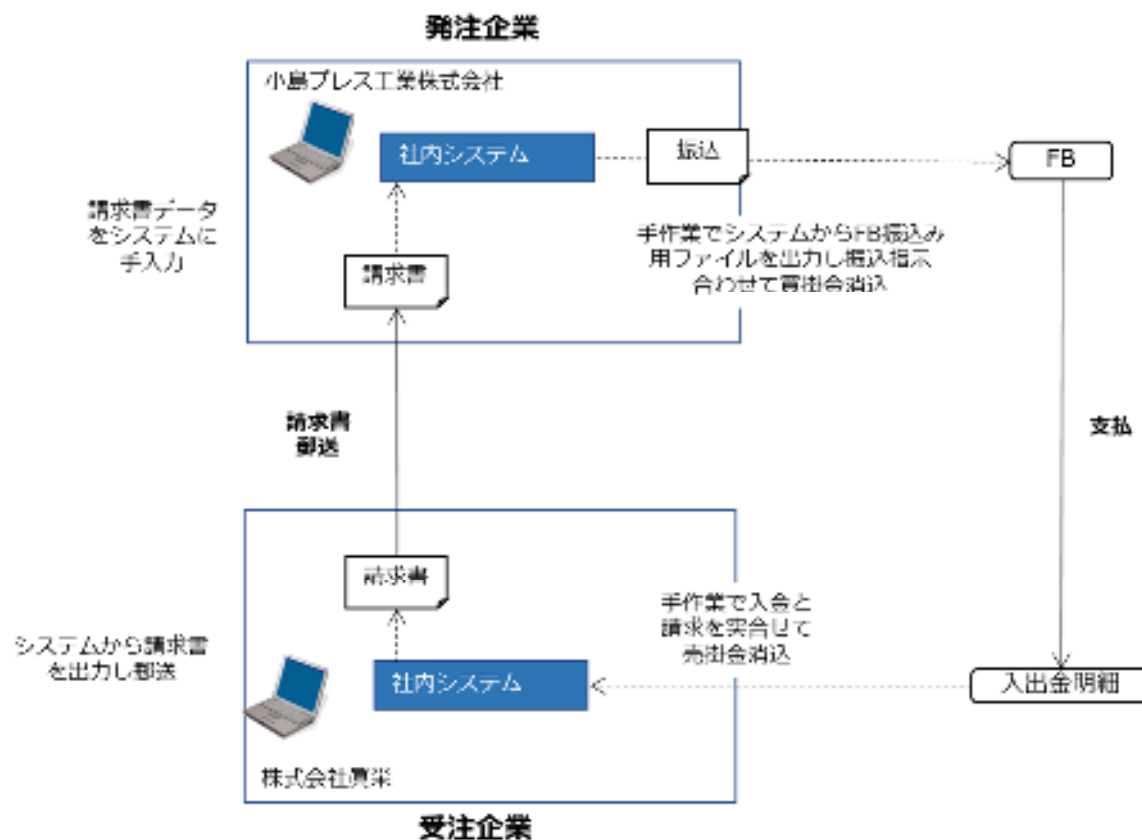 発注企業
小島プレス工業株式会社
社内システム
振込
FB
請求書データ
をシステムに
手入力
請求書
手作業でシステムからFB振込み
用ファイルを出力し振込指示
合わせて買掛金消込
請求書
郵送
支払
請求書
手作業で入金と
請求を突合せて
売掛金消込
システムから請求書
を出力し郵送
社内システム
入出金明細
株式会社眞栄
受注企業